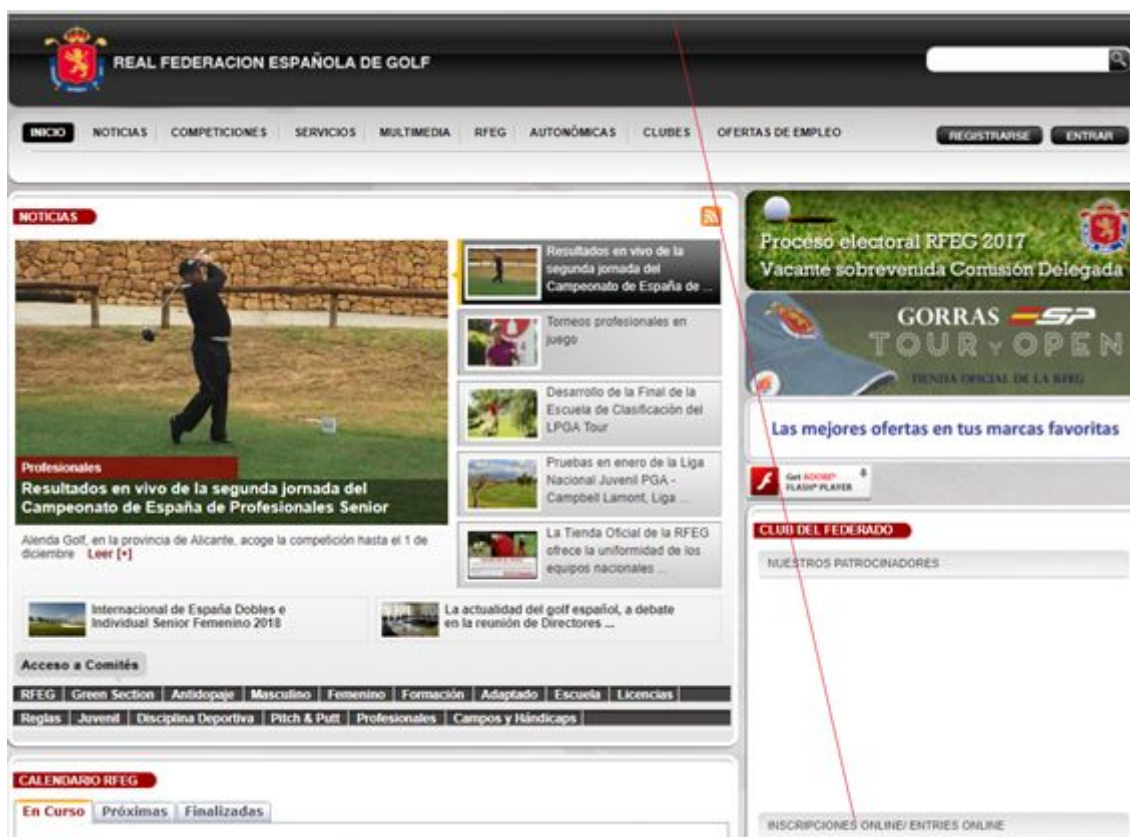 REAL FEDERACION ESPAÑOLA DE GOLF
INICIO NOTICIAS COMPETICIONES SERVICIOS MULTIMEDIA RFEG AUTONÓMICAS CLUBES OFERTAS DE EMPLEO REGISTRARSE ENTRAR
NOTICIAS
Profesionales
Resultados en vivo de la segunda jornada del
Campeonato de España de Profesionales Senior
Alenda Golf, en la provincia de Alicante, acoge la competición hasta el 1 de
diciembre Leer [+]
Resultados en vivo de la
segunda jornada del
Campeonato de España de ...
Torneos profesionales en
juego
Desarrollo de la Final de la
Escuela de Clasificación del
LPGA Tour
Pruebas en enero de la Liga
Nacional Juvenil PGA -
Campbell Lamont, Liga ...
La Tienda Oficial de la RFEG
ofrece la uniformidad de los
equipos nacionales ...
Internacional de España Dobles e
Individual Senior Femenino 2018
La actualidad del golf español, a debate
en la reunión de Directores ...
Acceso a Comités
RFEG Green Section Antidopaje Masculino Femenino Formación Adaptado Escuela Licencias
Reglas Juvenil Disciplina Deportiva Pitch & Putt Profesionales Campos y Hándicaps
CALENDARIO RFEG
En Curso Próximas Finalizadas
Proceso electoral RFEG 2017
Vacante sobrevenida Comisión Delegada
GORRAS ESP
TOUR Y OPEN
TIENDA OFICIAL DE LA RFEG
Las mejores ofertas en tus marcas favoritas
Get ADOBE®
FLASH® PLAYER
CLUB DEL FEDERADO
NUESTROS PATROCINADORES
INSCRIPCIONES ONLINE/ ENTRIES ONLINE